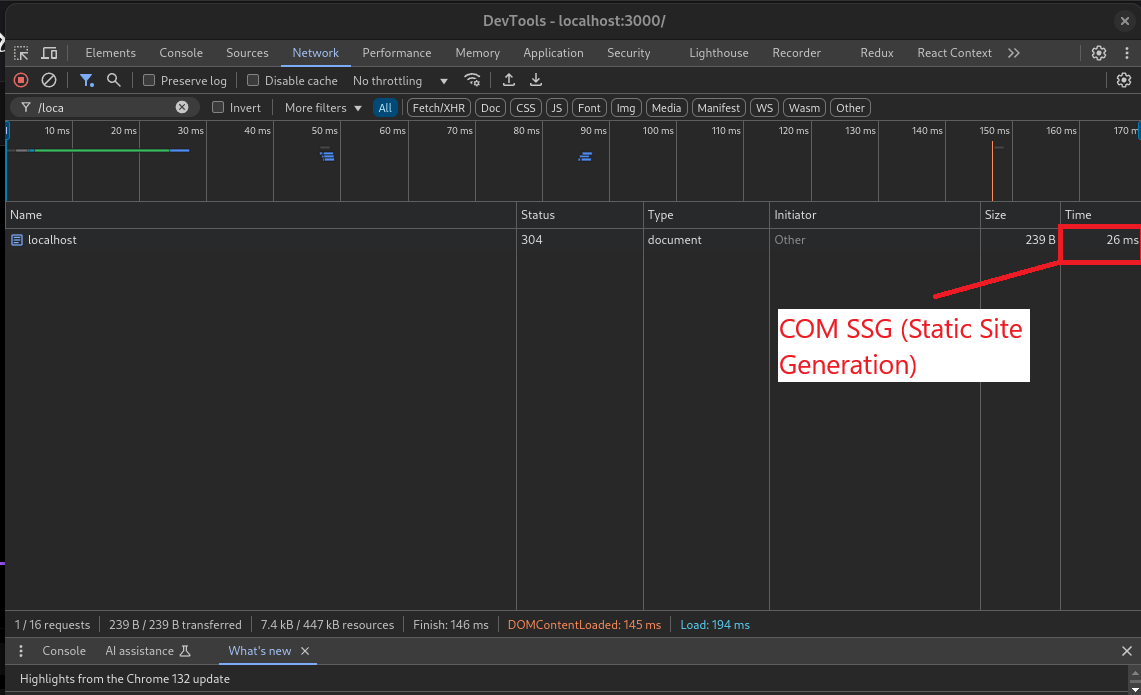 DevTools - localhost:3000/
Elements Console Sources Network Performance Memory Application Security Lighthouse Recorder Redux React Context
Preserve log Disable cache No throttling
/loca Invert More filters All Fetch/XHR Doc CSS JS Font Img Media Manifest WS Wasm Other
10 ms 20 ms 30 ms 40 ms 50 ms 60 ms 70 ms 80 ms 90 ms 100 ms 110 ms 120 ms 130 ms 140 ms 150 ms 160 ms 170 m
Name Status Type Initiator Size Time
localhost 304 document Other 239 B 26 ms
COM SSG (Static Site
Generation)
1 / 16 requests 239 B / 239 B transferred 7.4 kB / 447 kB resources Finish: 146 ms DOMContentLoaded: 145 ms Load: 194 ms
Console AI assistance What's new
Highlights from the Chrome 132 update